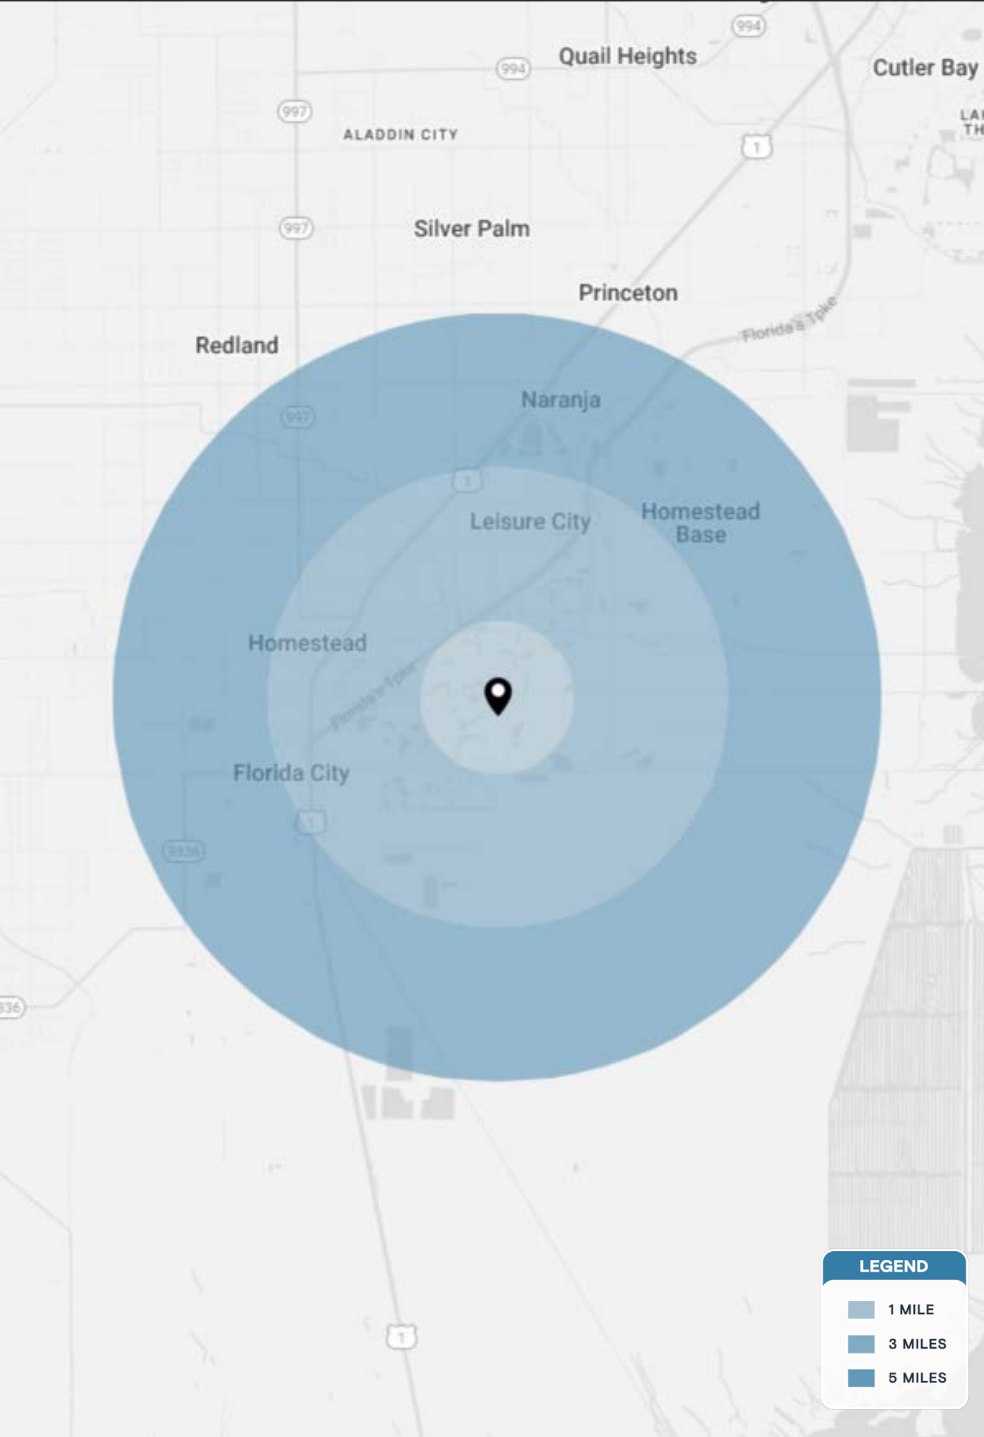 994
Quail Heights
994
Cutler Bay
997
ALADDIN CITY
1
997
Silver Palm
Princeton
Florida's Tpke
Redland
Naranja
997
1
Leisure City
Homestead
Base
Homestead
Florida's Tpke
Florida City
1
9336
336
1
LEGEND
1 MILE
3 MILES
5 MILES